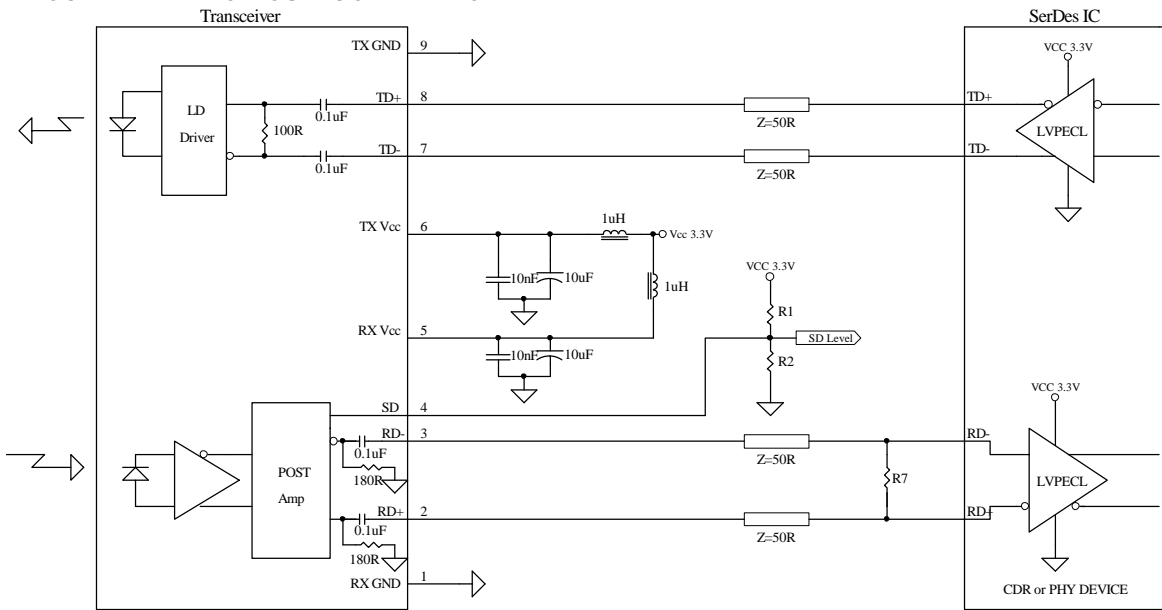 Transceiver
SerDes IC
TX GND
9
VCC 3.3V
LD
Driver
100R
0.1uF
TD+
8
Z=50R
TD+
LVPECL
0.1uF
TD-
7
Z=50R
TD-
TX Vcc
6
1uH
Vcc 3.3V
10nF
10uF
1uH
VCC 3.3V
R1
RX Vcc
5
SD Level
10nF
10uF
R2
SD
4
VCC 3.3V
RD-
3
0.1uF
Z=50R
RD-
180R
POST
Amp
R7
LVPECL
RD+
2
0.1uF
Z=50R
RD+
180R
RX GND
1
CDR or PHY DEVICE